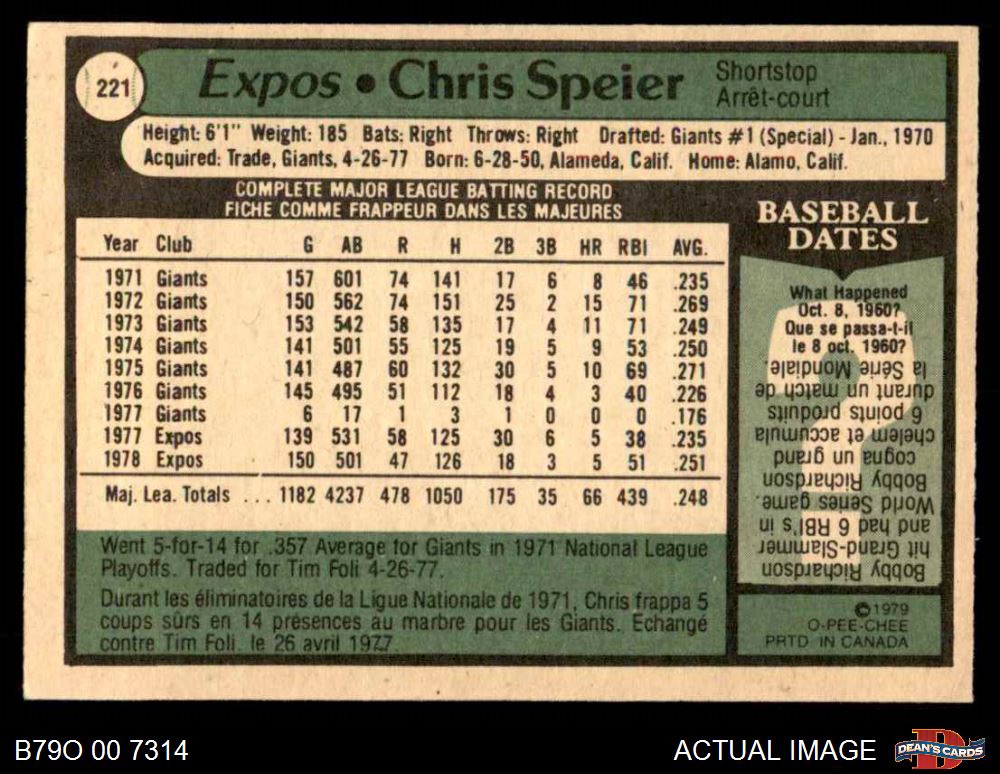 221
Expos • Chris Speier
Shortstop
Arrêt-court
Height: 6'1" Weight: 185 Bats: Right Throws: Right Drafted: Giants #1 (Special) - Jan., 1970
Acquired: Trade, Giants, 4-26-77 Born: 6-28-50, Alameda, Calif. Home: Alamo, Calif.
COMPLETE MAJOR LEAGUE BATTING RECORD
FICHE COMME FRAPPEUR DANS LES MAJEURES
Year Club G AB R H 2B 3B HR RBI AVG.
1971 Giants 157 601 74 141 17 6 8 46 .235
1972 Giants 150 562 74 151 25 2 15 71 .269
1973 Giants 153 542 58 135 17 4 11 71 .249
1974 Giants 141 501 55 125 19 5 9 53 .250
1975 Giants 141 487 60 132 30 5 10 69 .271
1976 Giants 145 495 51 112 18 4 3 40 .226
1977 Giants 6 17 1 3 1 0 0 0 .176
1977 Expos 139 531 58 125 30 6 5 38 .235
1978 Expos 150 501 47 126 18 3 5 51 .251
Maj. Lea. Totals ... 1182 4237 478 1050 175 35 66 439 .248
Went 5-for-14 for .357 Average for Giants in 1971 National League
Playoffs. Traded for Tim Foli 4-26-77.
Durant les éliminatoires de la Ligue Nationale de 1971, Chris frappa 5
coups sûrs en 14 présences au marbre pour les Giants. Echangé
contre Tim Foli, le 26 avril 1977.
BASEBALL
DATES
What Happened
Oct. 8, 1960?
Que se passa-t-il
le 8 oct. 1960?
Bobby Richardson
hit Grand-Slammer
and had 6 RBI's in
World Series game.
Bobby Richardson
cogna un grand
chelem et accumula
6 points produits
durant un match de
la Série Mondiale.
©1979
O-PEE-CHEE
PRTD IN CANADA
B79O 00 7314
ACTUAL IMAGE
D
DEAN'S CARDS